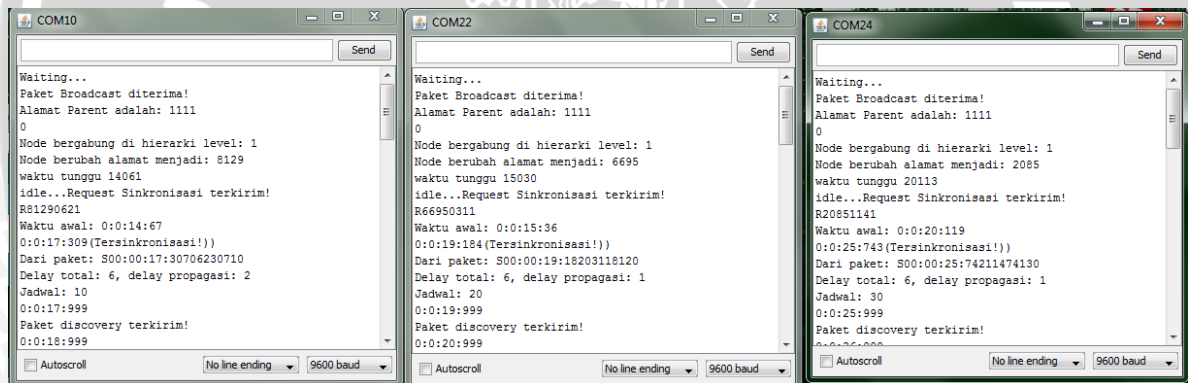 COM10
Send
Waiting...
Paket Broadcast diterima!
Alamat Parent adalah: 1111
0
Node bergabung di hierarki level: 1
Node berubah alamat menjadi: 8129
waktu tunggu 14061
idle...Request Sinkronisasi terkirim!
R81290621
Waktu awal: 0:0:14:67
0:0:17:309(Tersinkronisasi!))
Dari paket: S00:00:17:30706230710
Delay total: 6, delay propagasi: 2
Jadwal: 10
0:0:17:999
Paket discovery terkirim!
0:0:18:999
Autoscroll
No line ending
9600 baud
COM22
Send
Waiting...
Paket Broadcast diterima!
Alamat Parent adalah: 1111
0
Node bergabung di hierarki level: 1
Node berubah alamat menjadi: 6695
waktu tunggu 15030
idle...Request Sinkronisasi terkirim!
R66950311
Waktu awal: 0:0:15:36
0:0:19:184(Tersinkronisasi!))
Dari paket: S00:00:19:18203118120
Delay total: 6, delay propagasi: 1
Jadwal: 20
0:0:19:999
Paket discovery terkirim!
0:0:20:999
Autoscroll
No line ending
9600 baud
COM24
Send
Waiting...
Paket Broadcast diterima!
Alamat Parent adalah: 1111
0
Node bergabung di hierarki level: 1
Node berubah alamat menjadi: 2085
waktu tunggu 20113
idle...Request Sinkronisasi terkirim!
R20851141
Waktu awal: 0:0:20:119
0:0:25:743(Tersinkronisasi!))
Dari paket: S00:00:25:74211474130
Delay total: 6, delay propagasi: 1
Jadwal: 30
0:0:25:999
Paket discovery terkirim!
Autoscroll
No line ending
9600 baud